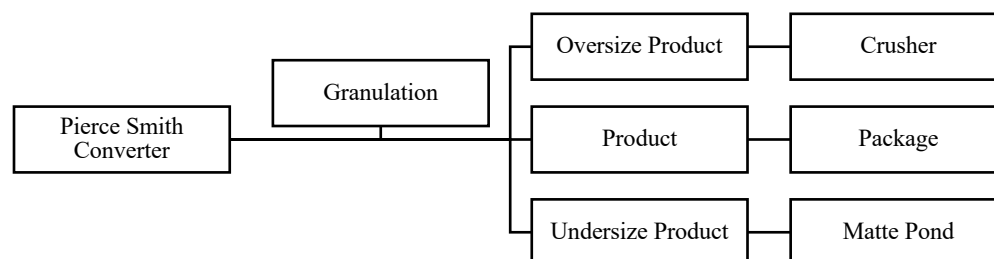 Pierce Smith
Converter
Granulation
Oversize Product
Crusher
Product
Package
Undersize Product
Matte Pond